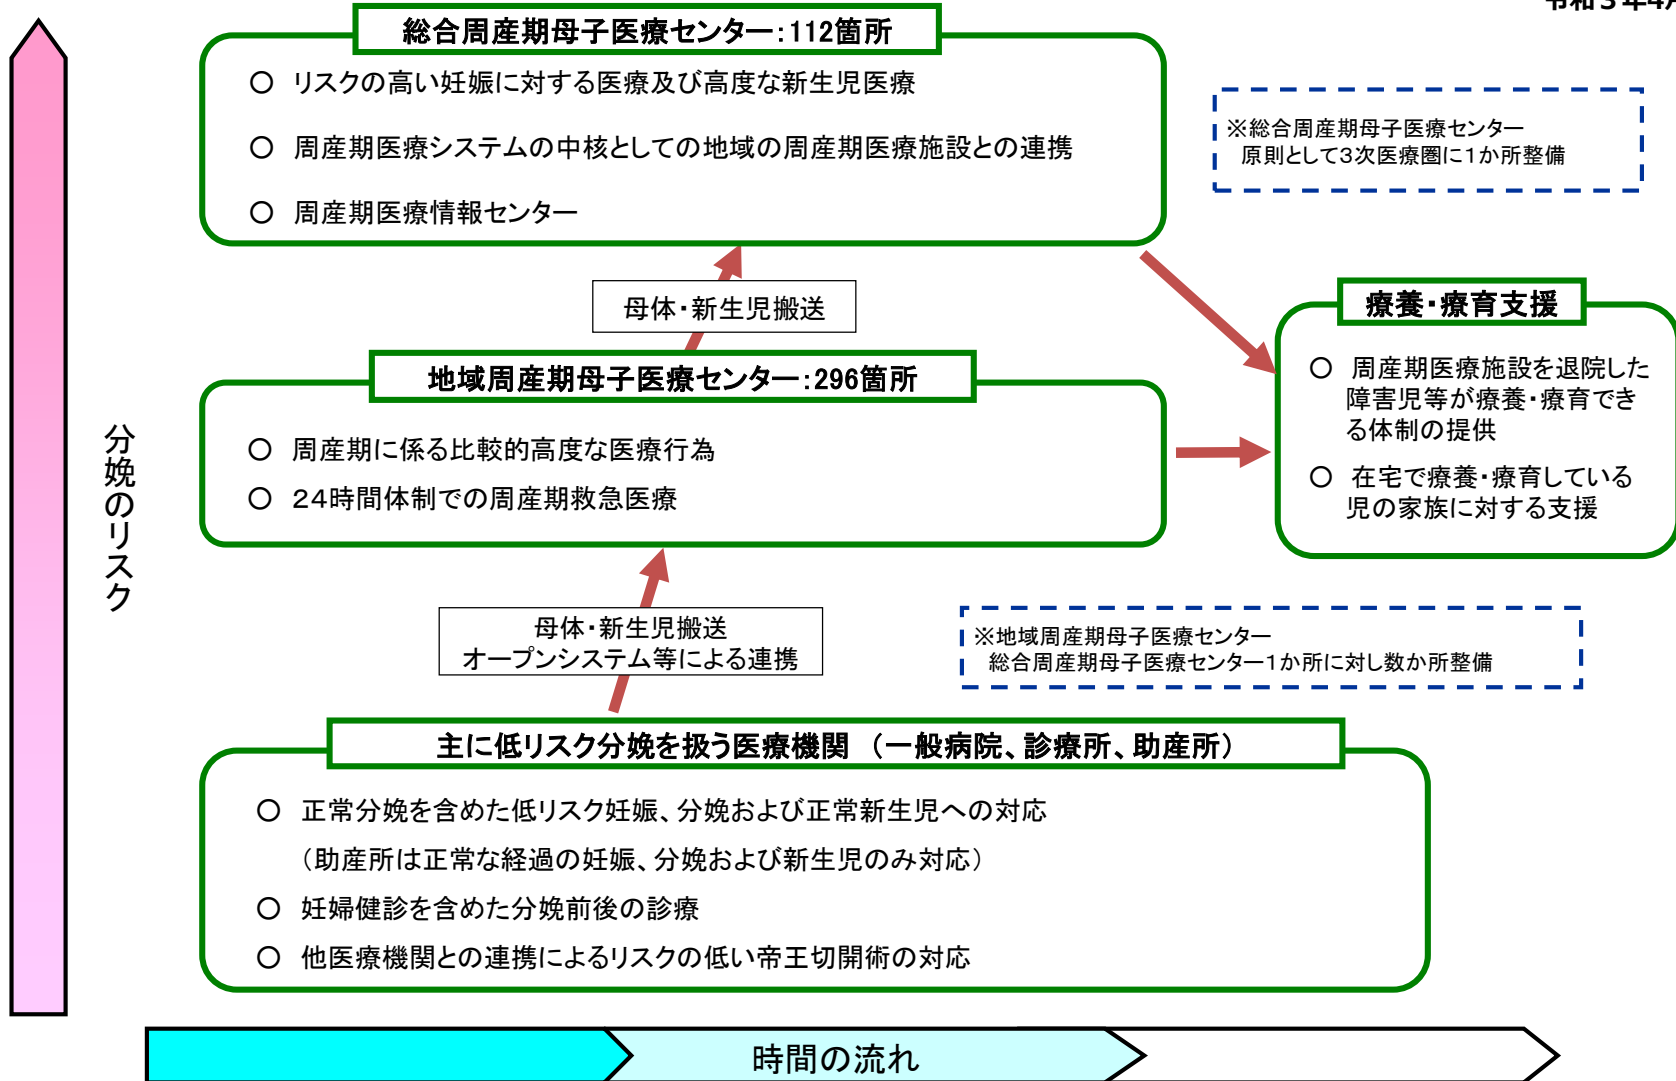 令和３年4月
総合周産期母子医療センター：112箇所
○ リスクの高い妊娠に対する医療及び高度な新生児医療
○ 周産期医療システムの中核としての地域の周産期医療施設との連携
○ 周産期医療情報センター
※総合周産期母子医療センター
原則として3次医療圏に１か所整備
母体・新生児搬送
療養・療育支援
○ 周産期医療施設を退院した
障害児等が療養・療育でき
る体制の提供
○ 在宅で療養・療育している
児の家族に対する支援
地域周産期母子医療センター：296箇所
○ 周産期に係る比較的高度な医療行為
○ ２４時間体制での周産期救急医療
分娩のリスク
母体・新生児搬送
オープンシステム等による連携
※地域周産期母子医療センター
総合周産期母子医療センター１か所に対し数か所整備
主に低リスク分娩を扱う医療機関 （一般病院、診療所、助産所）
○ 正常分娩を含めた低リスク妊娠、分娩および正常新生児への対応
（助産所は正常な経過の妊娠、分娩および新生児のみ対応）
○ 妊婦健診を含めた分娩前後の診療
○ 他医療機関との連携によるリスクの低い帝王切開術の対応
時間の流れ